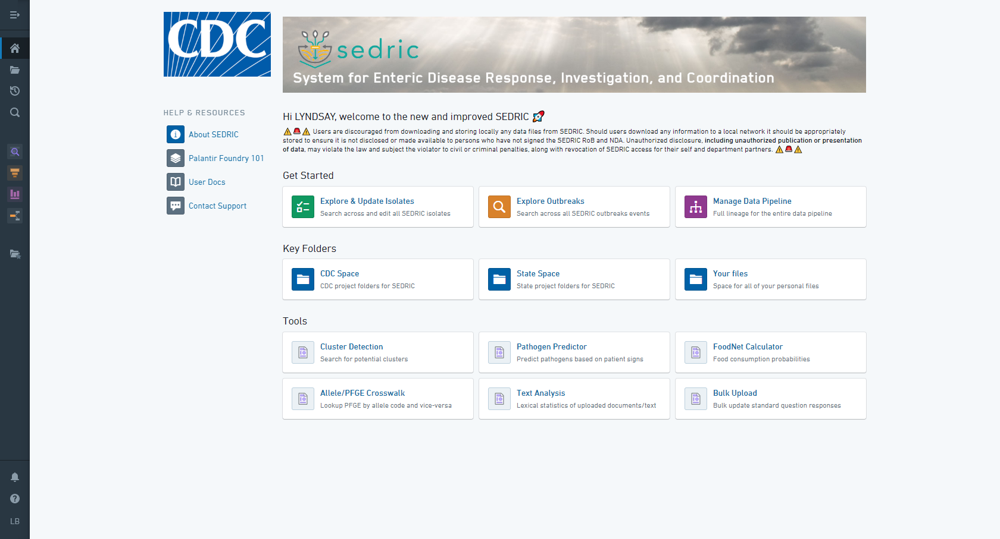 CDC
sedric
System for Enteric Disease Response, Investigation, and Coordination
HELP & RESOURCES
About SEDRIC
Palantir Foundry 101
User Docs
Contact Support
Hi LYNDSAY, welcome to the new and improved SEDRIC 🚀
⚠️🚨⚠️ Users are discouraged from downloading and storing locally any data files from SEDRIC. Should users download any information to a local network it should be appropriately
stored to ensure it is not disclosed or made available to persons who have not signed the SEDRIC RoB and NDA. Unauthorized disclosure, including unauthorized publication or presentation
of data, may violate the law and subject the violator to civil or criminal penalties, along with revocation of SEDRIC access for their self and department partners. ⚠️🚨⚠️
Get Started
Explore & Update Isolates
Search across and edit all SEDRIC isolates
Explore Outbreaks
Search across all SEDRIC outbreaks events
Manage Data Pipeline
Full lineage for the entire data pipeline
Key Folders
CDC Space
CDC project folders for SEDRIC
State Space
State project folders for SEDRIC
Your files
Space for all of your personal files
Tools
Cluster Detection
Search for potential clusters
Pathogen Predictor
Predict pathogens based on patient signs
FoodNet Calculator
Food consumption probabilities
Allele/PFGE Crosswalk
Lookup PFGE by allele code and vice-versa
Text Analysis
Lexical statistics of uploaded documents/text
Bulk Upload
Bulk update standard question responses
LB